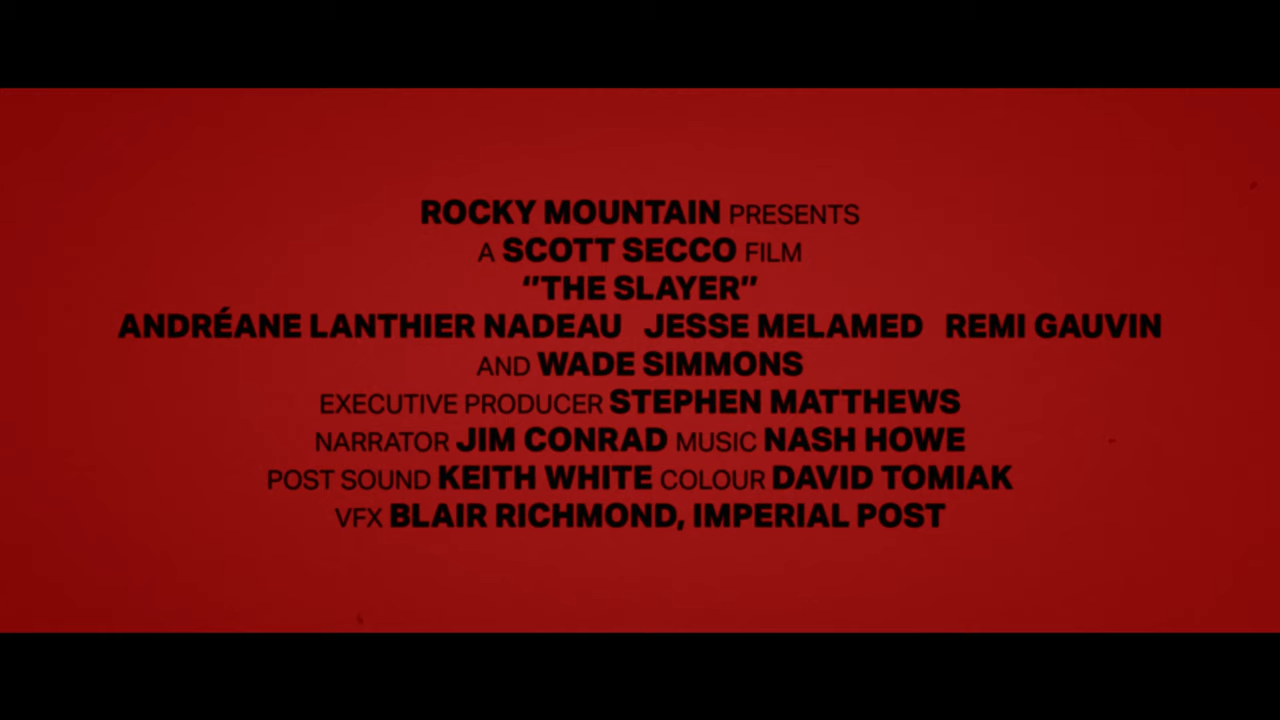 ROCKY MOUNTAIN PRESENTS
A SCOTT SECCO FILM
"THE SLAYER"
ANDRÉANE LANTHIER NADEAU JESSE MELAMED REMI GAUVIN
AND WADE SIMMONS
EXECUTIVE PRODUCER STEPHEN MATTHEWS
NARRATOR JIM CONRAD MUSIC NASH HOWE
POST SOUND KEITH WHITE COLOUR DAVID TOMIAK
VFX BLAIR RICHMOND, IMPERIAL POST